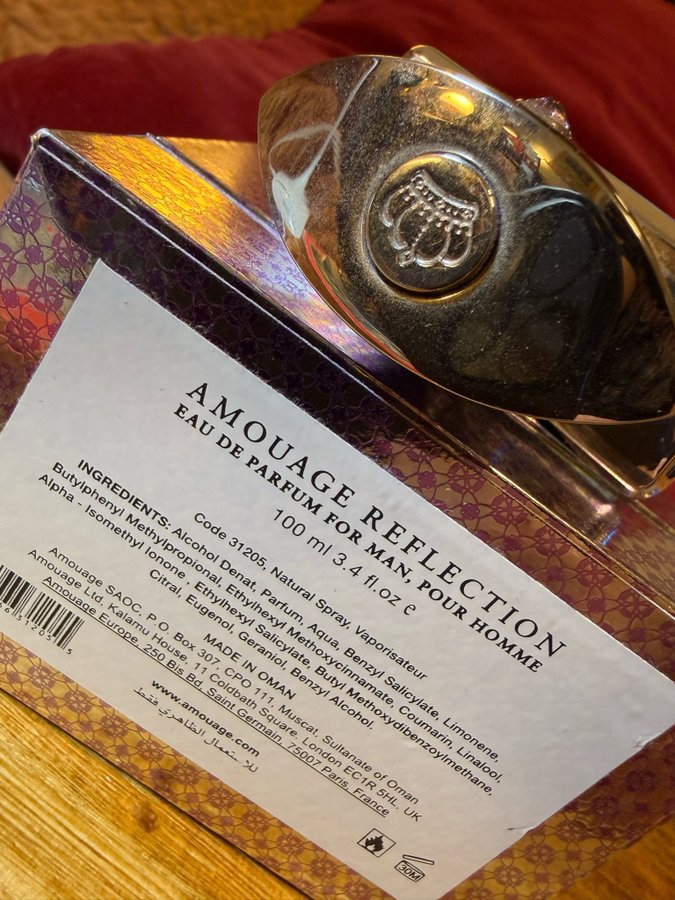 AMOUAGE REFLECTION
EAU DE PARFUM FOR MAN, POUR HOMME
100 ml 3.4 fl.oz e
Code 31205, Natural Spray, Vaporisateur
INGREDIENTS: Alcohol Denat, Parfum, Aqua, Benzyl Salicylate, Limonene,
Butylphenyl Methylpropional, Ethylhexyl Methoxycinnamate, Coumarin, Linalool,
Alpha - Isomethyl Ionone , Ethylhexyl Salicylate, Butyl Methoxydibenzoylmethane,
Citral, Eugenol, Geraniol, Benzyl Alcohol.
MADE IN OMAN
Amouage SAOC, P.O. Box 307, CPO 111, Muscat, Sultanate of Oman
Amouage Ltd, Kalamu House, 11 Coldbath Square, London EC1R 5HL. UK
Amouage Europe, 250 Bis Bd, Saint Germain, 75007 Paris, France
www.amouage.com
للاستعمال الظاهري فقط
30M